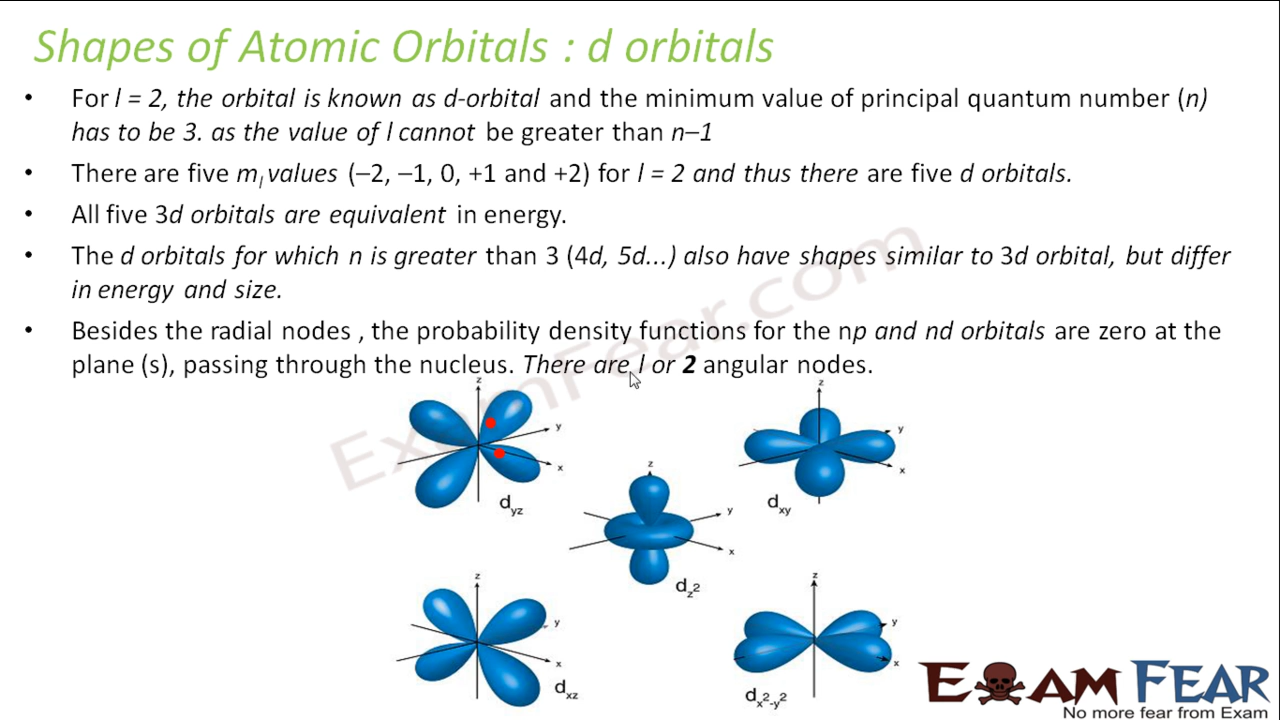 Shapes of Atomic Orbitals : d orbitals
• For l = 2, the orbital is known as d-orbital and the minimum value of principal quantum number (n)
has to be 3. as the value of l cannot be greater than n–1
• There are five ml values (–2, –1, 0, +1 and +2) for l = 2 and thus there are five d orbitals.
• All five 3d orbitals are equivalent in energy.
• The d orbitals for which n is greater than 3 (4d, 5d...) also have shapes similar to 3d orbital, but differ
in energy and size.
• Besides the radial nodes , the probability density functions for the np and nd orbitals are zero at the
plane (s), passing through the nucleus. There are l or 2 angular nodes.
ExamFear.com
z
y
x
dyz
z
y
x
dxy
z
y
x
dz2
z
y
x
dxz
z
y
x
dx2-y2
EXAM FEAR
No more fear from Exam